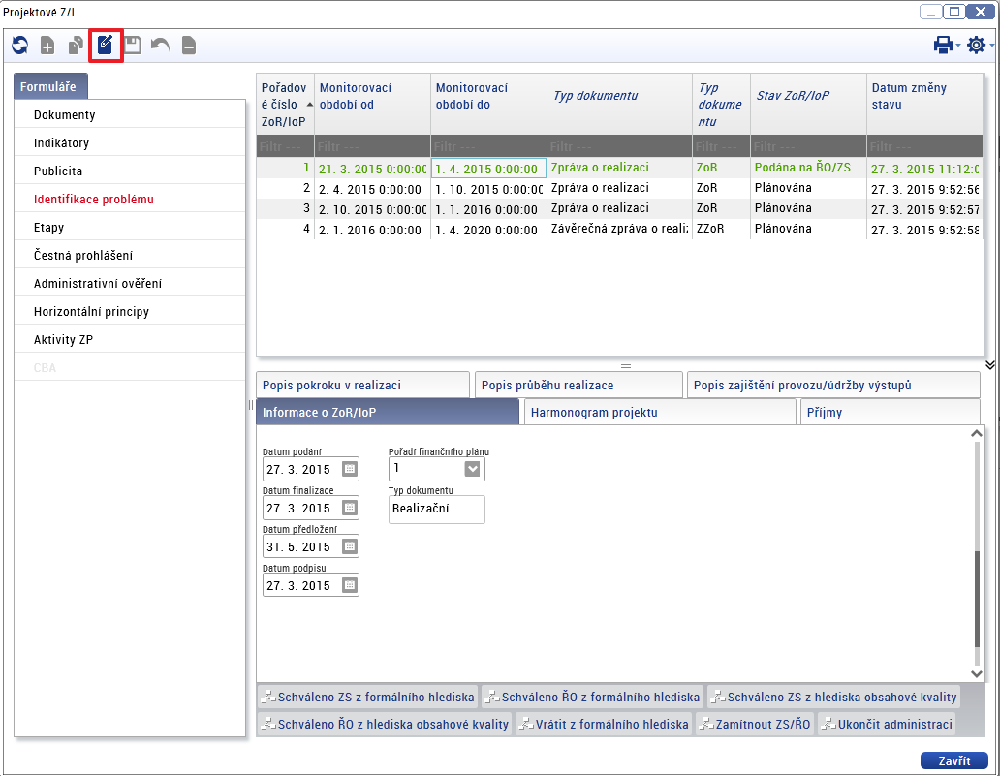 Projektové Z/I
Formuláře
Dokumenty
Indikátory
Publicita
Identifikace problému
Etapy
Čestná prohlášení
Administrativní ověření
Horizontální principy
Aktivity ZP
CBA
Pořadov
é číslo
ZoR/IoP
Monitorovací
období od
Monitorovací
období do
Typ dokumentu
Typ
dokume
ntu
Stav ZoR/IoP
Datum změny
stavu
Filtr --- Filtr --- Filtr --- Filtr --- Filtr --- Filtr --- Filtr ---
1 21. 3. 2015 0:00:00 1. 4. 2015 0:00:00 Zpráva o realizaci ZoR Podána na ŘO/ZS 27. 3. 2015 11:12:0
2 2. 4. 2015 0:00:00 1. 10. 2015 0:00:00 Zpráva o realizaci ZoR Plánována 27. 3. 2015 9:52:56
3 2. 10. 2015 0:00:00 1. 1. 2016 0:00:00 Zpráva o realizaci ZoR Plánována 27. 3. 2015 9:52:57
4 2. 1. 2016 0:00:00 1. 4. 2020 0:00:00 Závěrečná zpráva o realiz ZZoR Plánována 27. 3. 2015 9:52:58
Popis pokroku v realizaci Popis průběhu realizace Popis zajištění provozu/údržby výstupů
Informace o ZoR/IoP Harmonogram projektu Příjmy
Datum podání Pořadí finančního plánu
27. 3. 2015 1
Datum finalizace Typ dokumentu
27. 3. 2015 Realizační
Datum předložení
31. 5. 2015
Datum podpisu
27. 3. 2015
Schváleno ZS z formálního hlediska Schváleno ŘO z formálního hlediska Schváleno ZS z hlediska obsahové kvality
Schváleno ŘO z hlediska obsahové kvality Vrátit z formálního hlediska Zamítnout ZS/ŘO Ukončit administraci
Zavřít